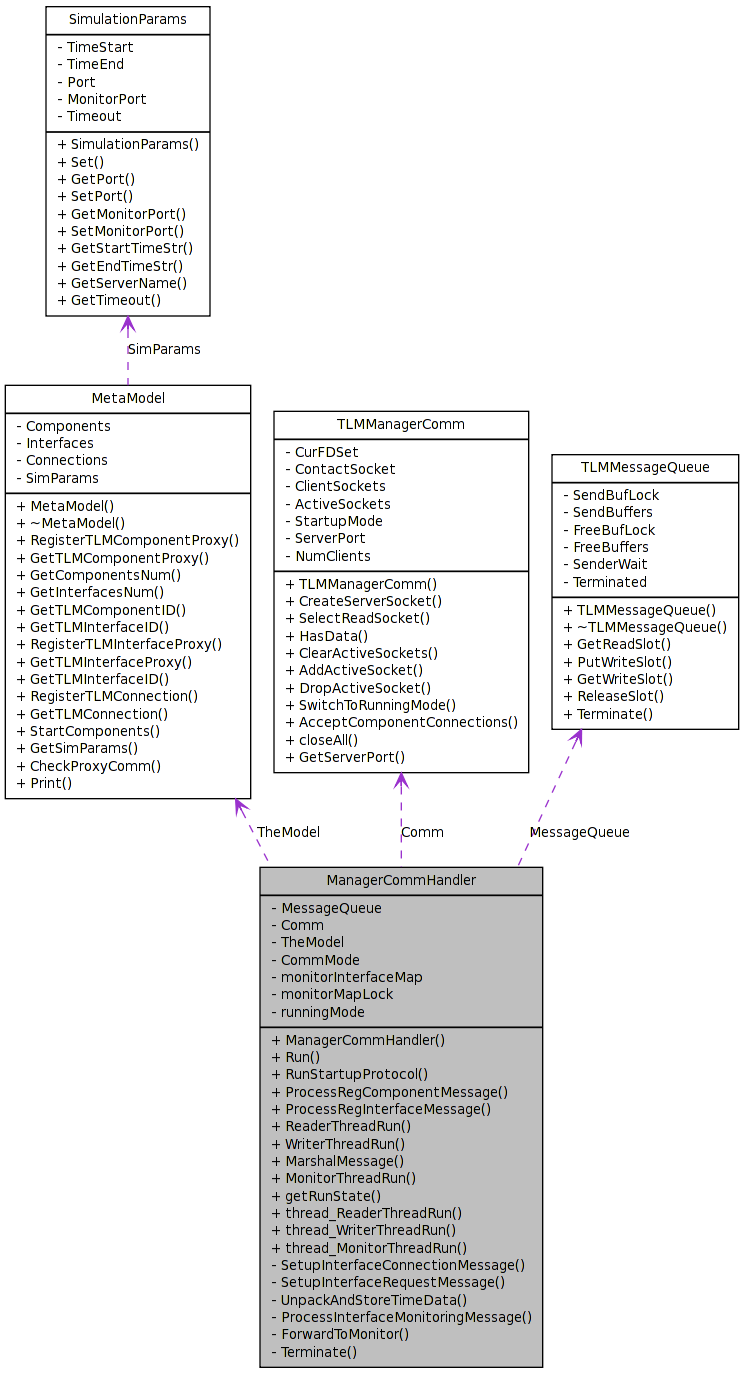 SimulationParams
- TimeStart
- TimeEnd
- Port
- MonitorPort
- Timeout
+ SimulationParams()
+ Set()
+ GetPort()
+ SetPort()
+ GetMonitorPort()
+ SetMonitorPort()
+ GetStartTimeStr()
+ GetEndTimeStr()
+ GetServerName()
+ GetTimeout()
SimParams
MetaModel
- Components
- Interfaces
- Connections
- SimParams
+ MetaModel()
+ ~MetaModel()
+ RegisterTLMComponentProxy()
+ GetTLMComponentProxy()
+ GetComponentsNum()
+ GetInterfacesNum()
+ GetTLMComponentID()
+ GetTLMInterfaceID()
+ RegisterTLMInterfaceProxy()
+ GetTLMInterfaceProxy()
+ GetTLMInterfaceID()
+ RegisterTLMConnection()
+ GetTLMConnection()
+ StartComponents()
+ GetSimParams()
+ CheckProxyComm()
+ Print()
TLMManagerComm
- CurFDSet
- ContactSocket
- ClientSockets
- ActiveSockets
- StartupMode
- ServerPort
- NumClients
+ TLMManagerComm()
+ CreateServerSocket()
+ SelectReadSocket()
+ HasData()
+ ClearActiveSockets()
+ AddActiveSocket()
+ DropActiveSocket()
+ SwitchToRunningMode()
+ AcceptComponentConnections()
+ closeAll()
+ GetServerPort()
TLMMessageQueue
- SendBufLock
- SendBuffers
- FreeBufLock
- FreeBuffers
- SenderWait
- Terminated
+ TLMMessageQueue()
+ ~TLMMessageQueue()
+ GetReadSlot()
+ PutWriteSlot()
+ GetWriteSlot()
+ ReleaseSlot()
+ Terminate()
TheModel
Comm
MessageQueue
ManagerCommHandler
- MessageQueue
- Comm
- TheModel
- CommMode
- monitorInterfaceMap
- monitorMapLock
- runningMode
+ ManagerCommHandler()
+ Run()
+ RunStartupProtocol()
+ ProcessRegComponentMessage()
+ ProcessRegInterfaceMessage()
+ ReaderThreadRun()
+ WriterThreadRun()
+ MarshalMessage()
+ MonitorThreadRun()
+ getRunState()
+ thread_ReaderThreadRun()
+ thread_WriterThreadRun()
+ thread_MonitorThreadRun()
- SetupInterfaceConnectionMessage()
- SetupInterfaceRequestMessage()
- UnpackAndStoreTimeData()
- ProcessInterfaceMonitoringMessage()
- ForwardToMonitor()
- Terminate()